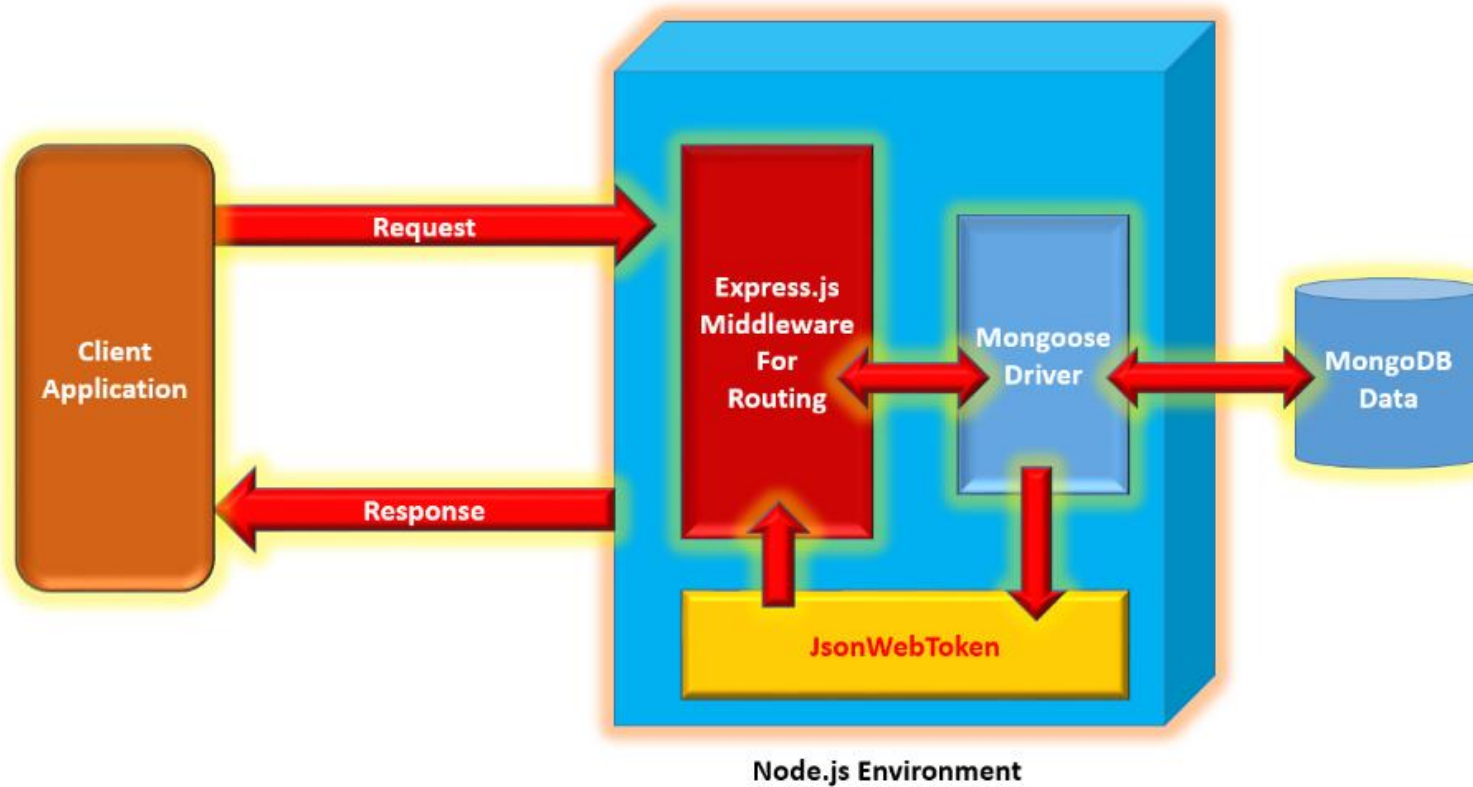 Request
Client
Application
Response
Express.js
Middleware
For
Routing
Mongoose
Driver
MongoDB
Data
JsonWebToken
Node.js Environment